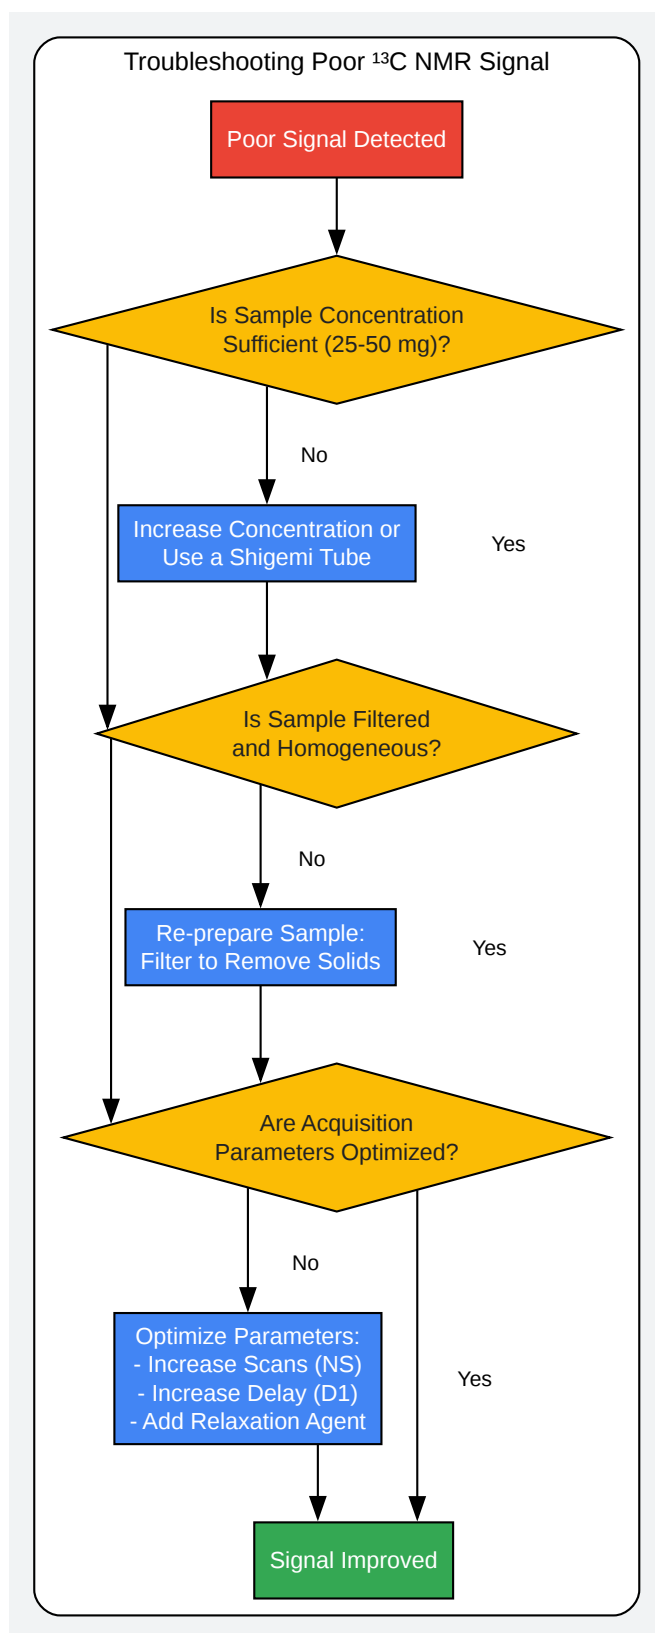 Troubleshooting Poor ¹³C NMR Signal
Poor Signal Detected
Is Sample Concentration
Sufficient (25-50 mg)?
No
Increase Concentration or
Use a Shigemi Tube
Yes
Is Sample Filtered
and Homogeneous?
No
Re-prepare Sample:
Filter to Remove Solids
Yes
Are Acquisition
Parameters Optimized?
No
Optimize Parameters:
- Increase Scans (NS)
- Increase Delay (D1)
- Add Relaxation Agent
Yes
Signal Improved